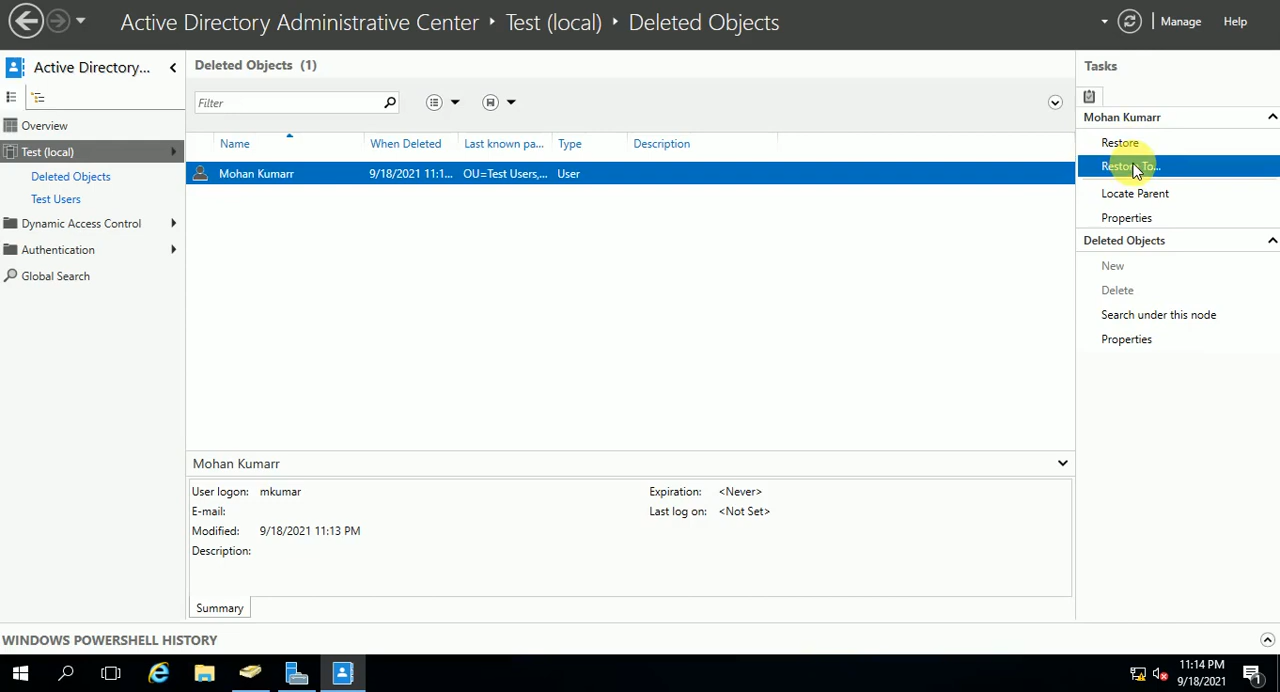 Active Directory Administrative Center • Test (local) • Deleted Objects
Manage
Help
Active Directory...
Overview
Test (local)
Deleted Objects
Test Users
Dynamic Access Control
Authentication
Global Search
Deleted Objects (1)
Filter
Name
When Deleted
Last known pa...
Type
Description
Mohan Kumarr
9/18/2021 11:1...
OU=Test Users,...
User
Mohan Kumarr
User logon: mkumar
E-mail:
Modified: 9/18/2021 11:13 PM
Description:
Expiration: <Never>
Last log on: <Not Set>
Summary
Tasks
Mohan Kumarr
Restore
Restore To...
Locate Parent
Properties
Deleted Objects
New
Delete
Search under this node
Properties
WINDOWS POWERSHELL HISTORY
11:14 PM
9/18/2021
1